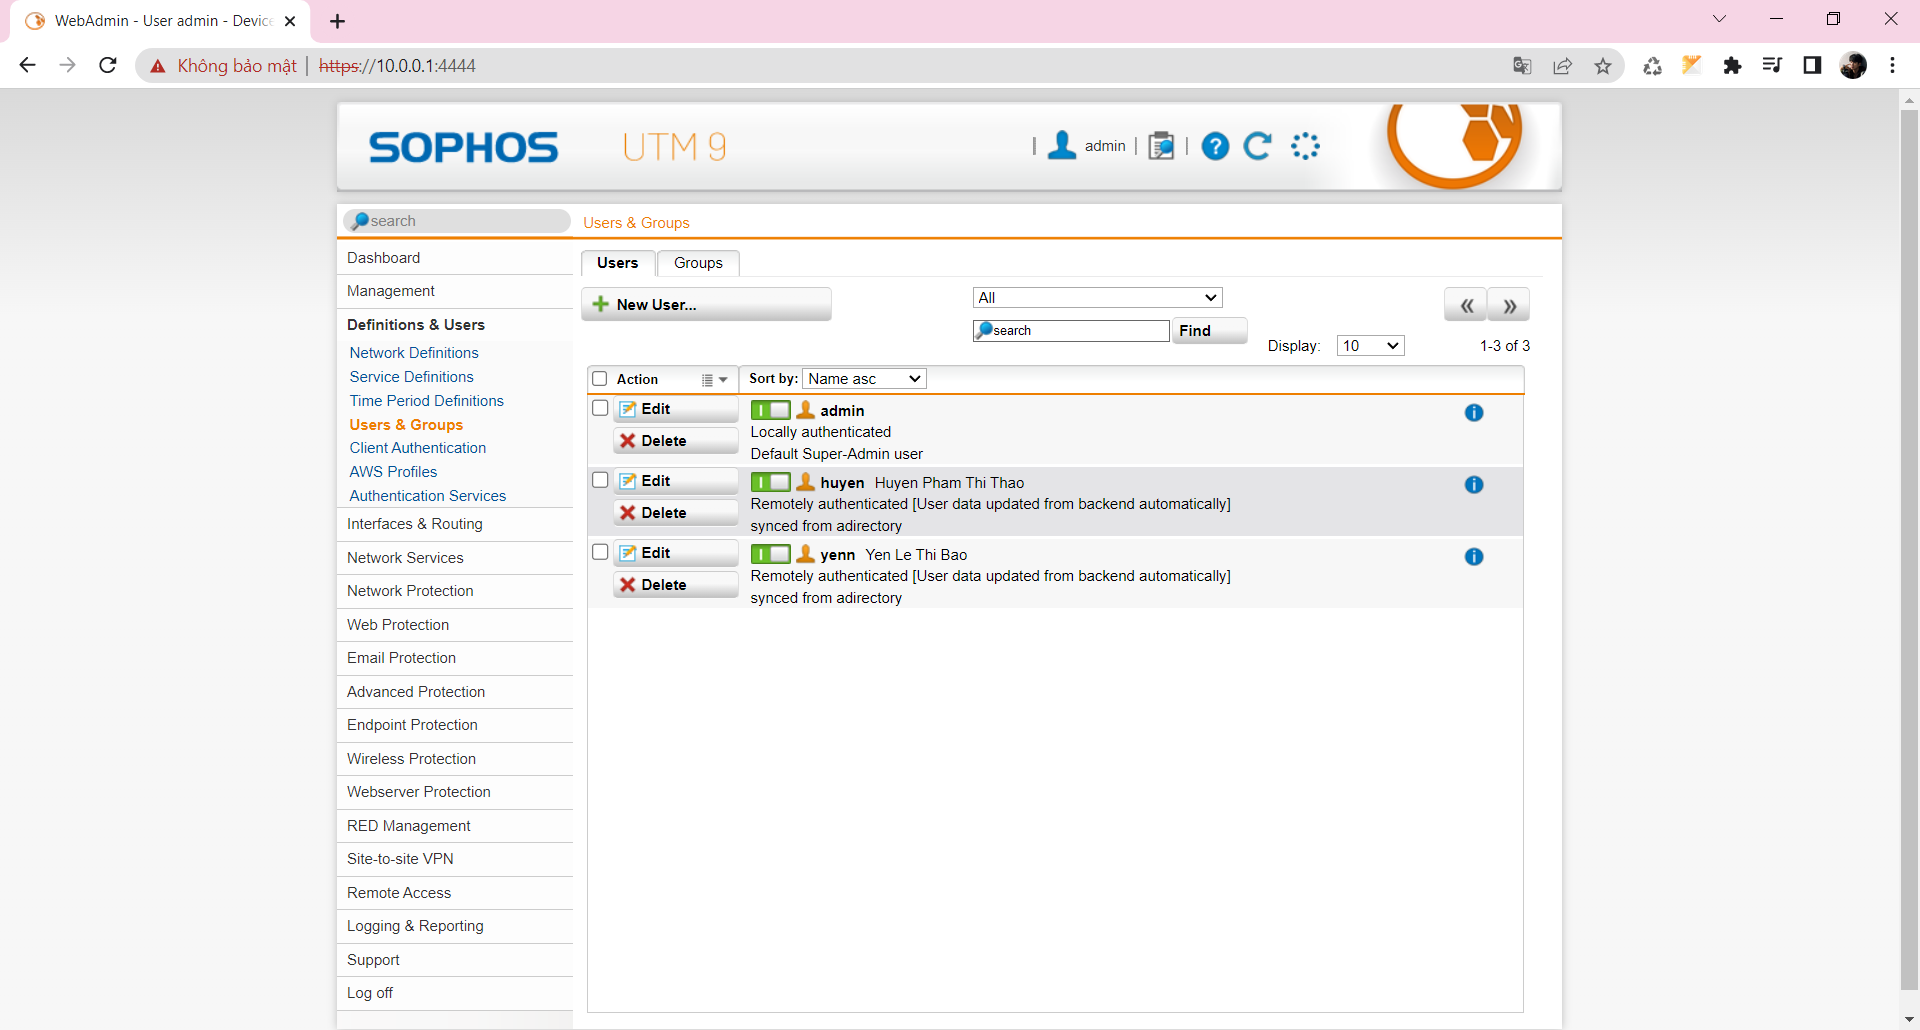 WebAdmin - User admin - Device
Không bảo mật | https://10.0.0.1:4444
SOPHOS UTM 9
| admin | |
search
Users & Groups
Dashboard
Management
Definitions & Users
Network Definitions
Service Definitions
Time Period Definitions
Users & Groups
Client Authentication
AWS Profiles
Authentication Services
Interfaces & Routing
Network Services
Network Protection
Web Protection
Email Protection
Advanced Protection
Endpoint Protection
Wireless Protection
Webserver Protection
RED Management
Site-to-site VPN
Remote Access
Logging & Reporting
Support
Log off
Users Groups
New User...
All
search Find
Display: 10 1-3 of 3
Action Sort by: Name asc
Edit admin
Locally authenticated
Delete
Default Super-Admin user
Edit huyen Huyen Pham Thi Thao
Remotely authenticated [User data updated from backend automatically]
Delete
synced from adirectory
Edit yenn Yen Le Thi Bao
Remotely authenticated [User data updated from backend automatically]
Delete
synced from adirectory